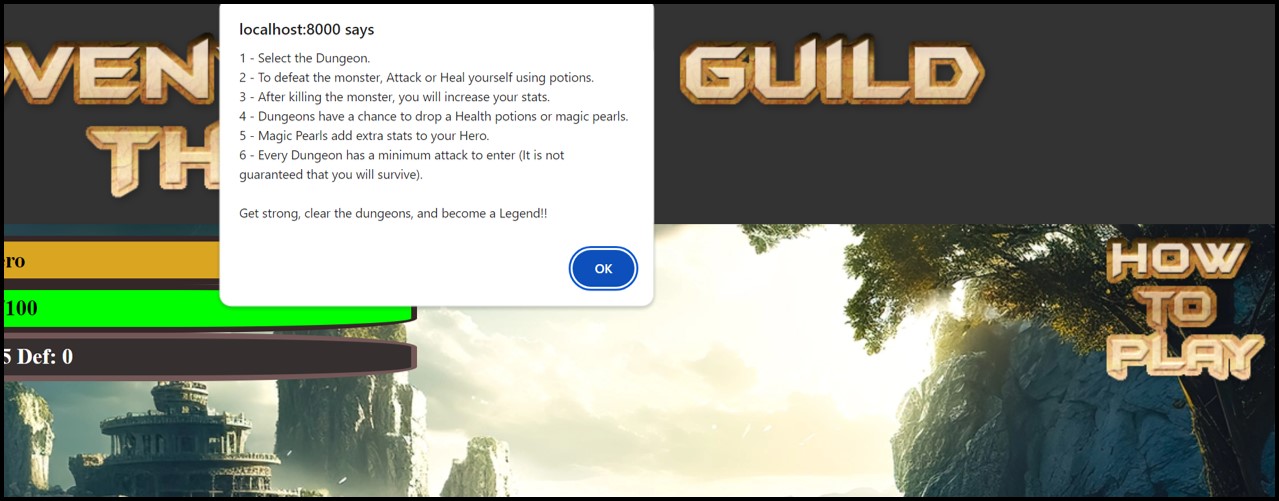 localhost:8000 says
1 - Select the Dungeon.
2 - To defeat the monster, Attack or Heal yourself using potions.
3 - After killing the monster, you will increase your stats.
4 - Dungeons have a chance to drop a Health potions or magic pearls.
5 - Magic Pearls add extra stats to your Hero.
6 - Every Dungeon has a minimum attack to enter (It is not
guaranteed that you will survive).
Get strong, clear the dungeons, and become a Legend!!
OK
VEN GUILD
TH
ro
/100
5 Def: 0
HOW
TO
PLAY